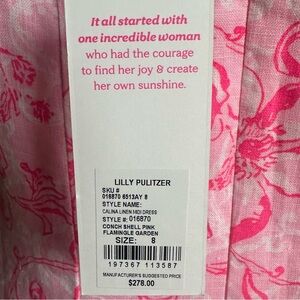 It all started with
one incredible woman
who had the courage
to find her joy & create
her own sunshine.
LILLY PULITZER
SKU #
016870 6513AY 8
STYLE NAME:
CALINA LINEN MIDI DRESS
STYLE #: 016870
CONCH SHELL PINK
FLAMINGLE GARDEN
SIZE: 8
197367 113587
MANUFACTURER'S SUGGESTED PRICE
$278.00